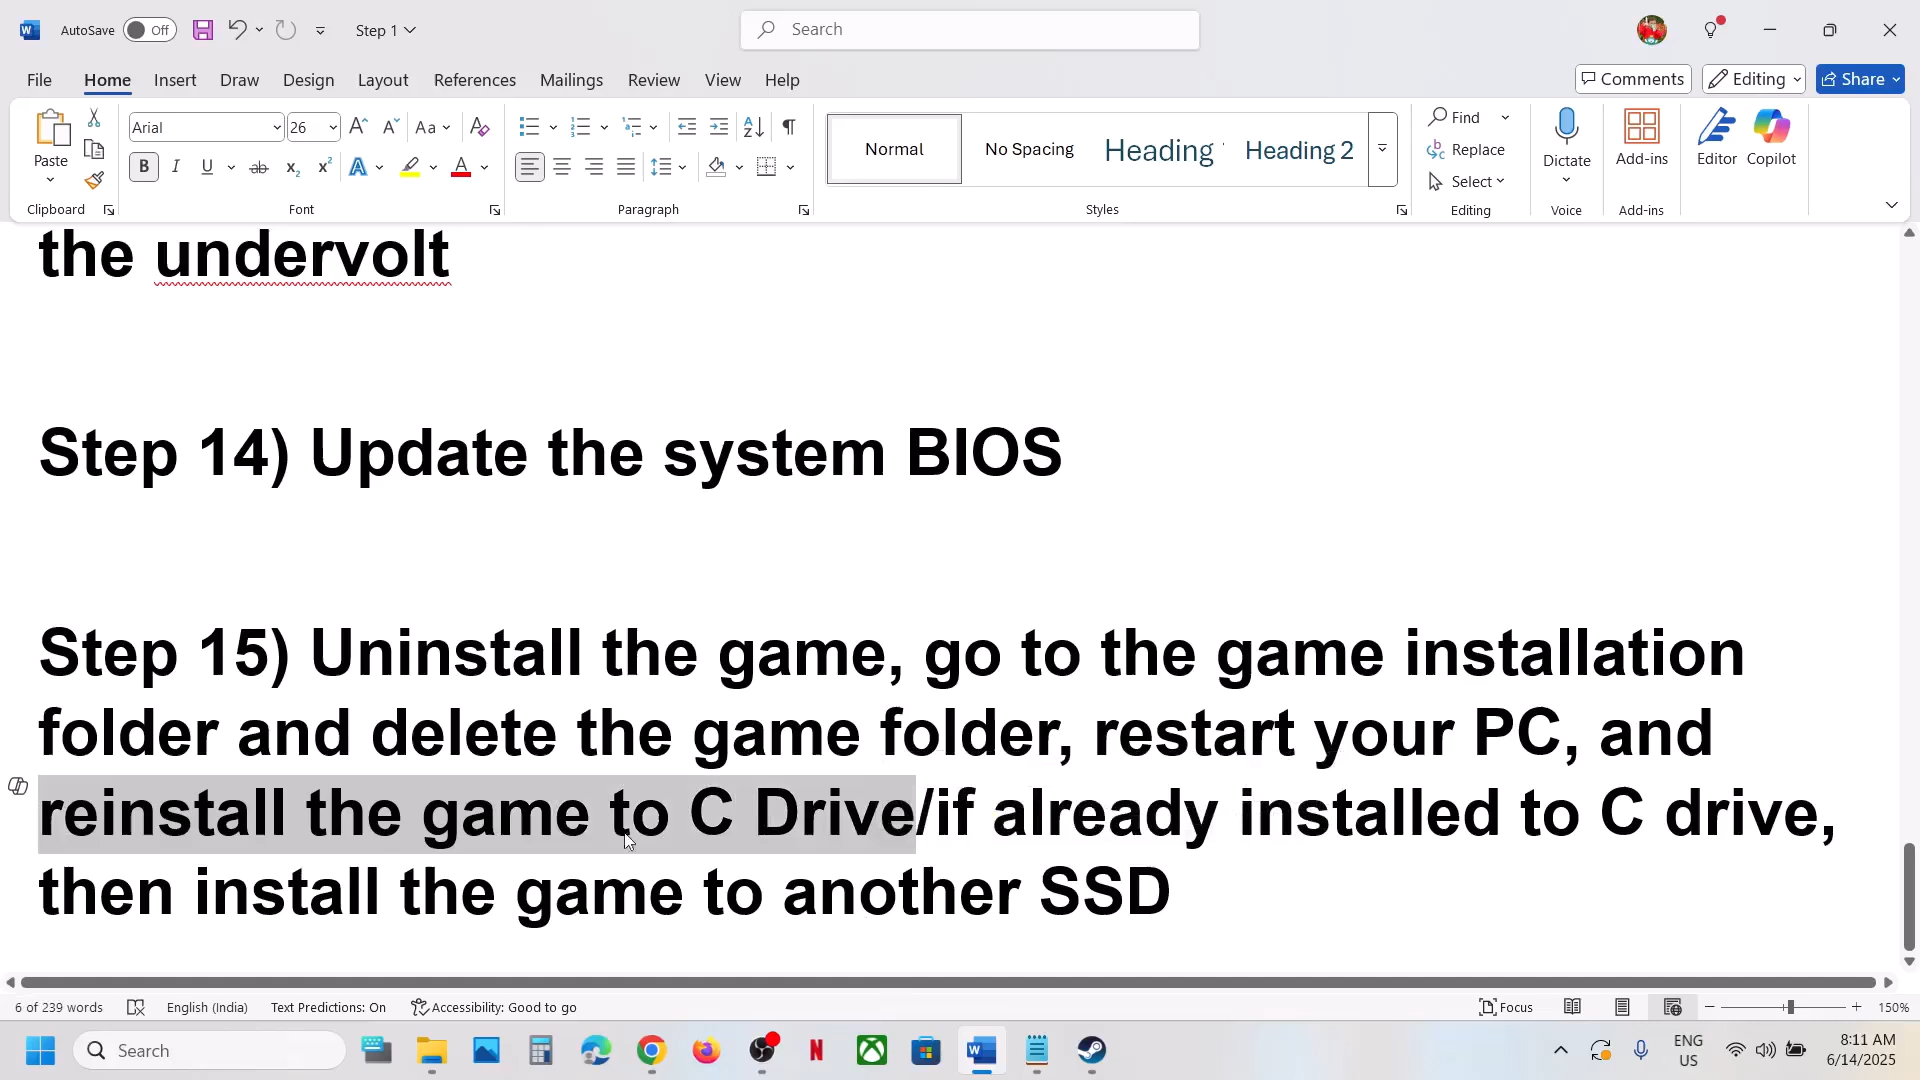 AutoSave Off Step 1 Search
File Home Insert Draw Design Layout References Mailings Review View Help Comments Editing Share
Paste Arial 26 Aa Normal No Spacing Heading Heading 2 Find Replace Select Dictate Add-ins Editor Copilot
Clipboard Font Paragraph Styles Editing Voice Add-ins
the undervolt
Step 14) Update the system BIOS
Step 15) Uninstall the game, go to the game installation
folder and delete the game folder, restart your PC, and
reinstall the game to C Drive/if already installed to C drive,
then install the game to another SSD
6 of 239 words English (India) Text Predictions: On Accessibility: Good to go Focus 150%
Search ENG US 8:11 AM 6/14/2025